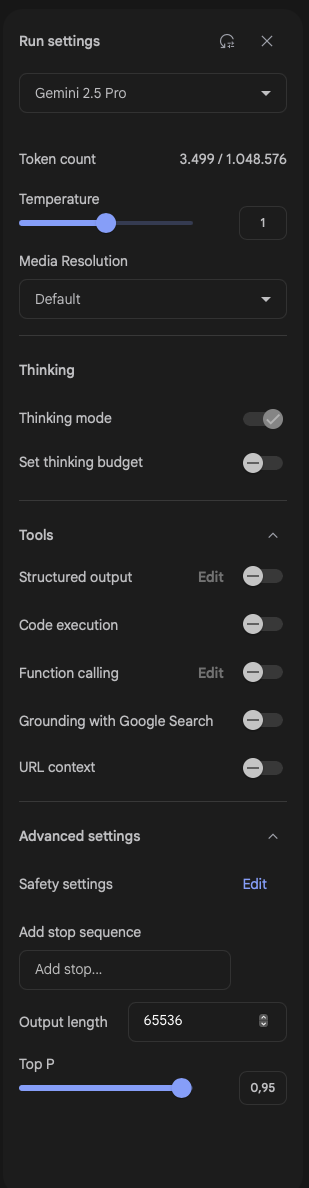 Run settings
Gemini 2.5 Pro
Token count 3.499 / 1.048.576
Temperature
1
Media Resolution
Default
Thinking
Thinking mode
Set thinking budget
Tools
Structured output Edit
Code execution
Function calling Edit
Grounding with Google Search
URL context
Advanced settings
Safety settings Edit
Add stop sequence
Add stop...
Output length 65536
Top P
0,95